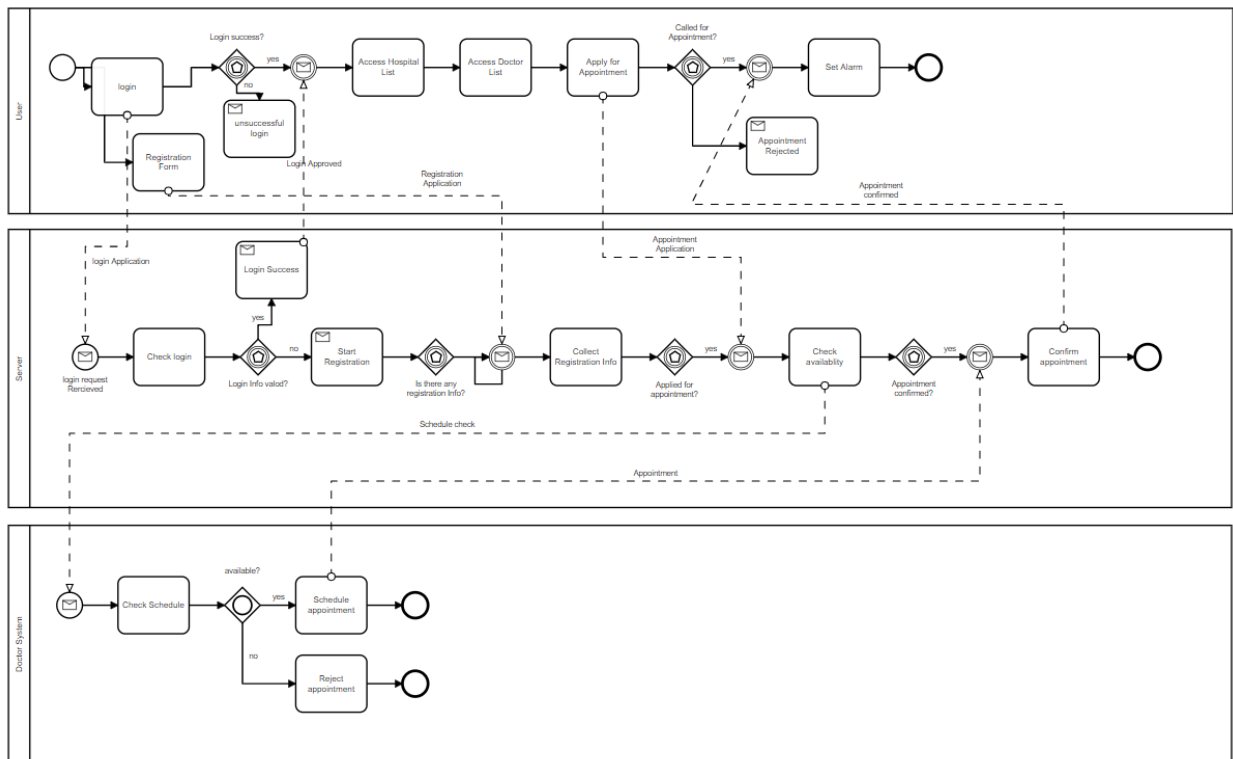 User
Login success?
yes
no
login
unsuccessful
login
Registration
Form
Access Hospital
List
Access Doctor
List
Apply for
Appointment
Called for
Appointment?
yes
Set Alarm
Appointment
Rejected
Login Approved
Registration
Application
Appointment
confirmed
Server
login Application
Login Success
Appointment
Application
yes
login request
Rercieved
Check login
Login Info valod?
no
Start
Registration
Is there any
registration Info?
Collect
Registration Info
Applied for
appointment?
yes
Check
availablity
Appointment
confirmed?
yes
Confirm
appointment
Schedule check
Appointment
Doctior System
available?
Check Schedule
yes
Schedule
appointment
no
Reject
appointment